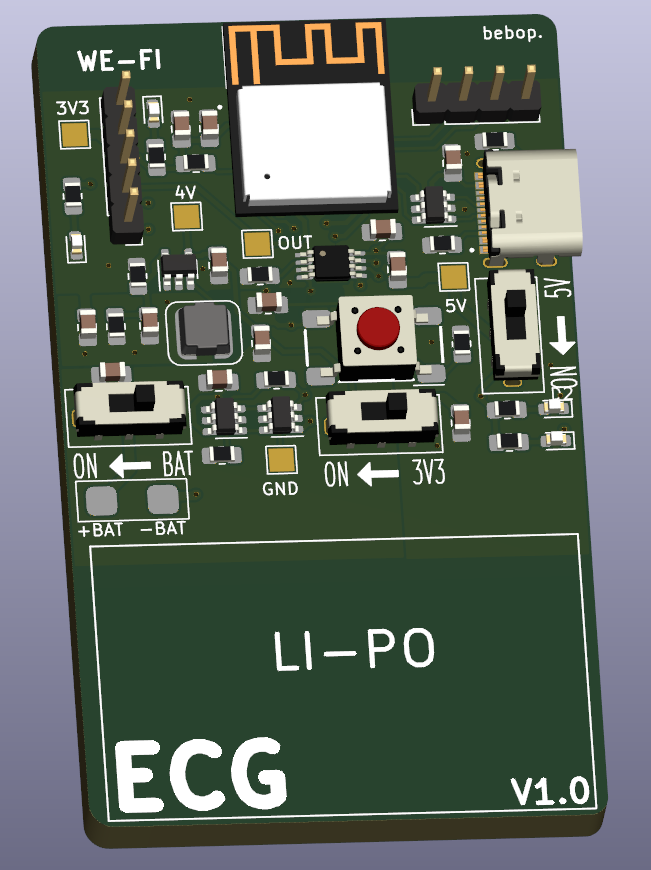 bebop.
WE-FI
3V3
4V
OUT
5V
5V
ON
ON BAT
ON 3V3
GND
+BAT -BAT
LI-PO
ECG
V1.0